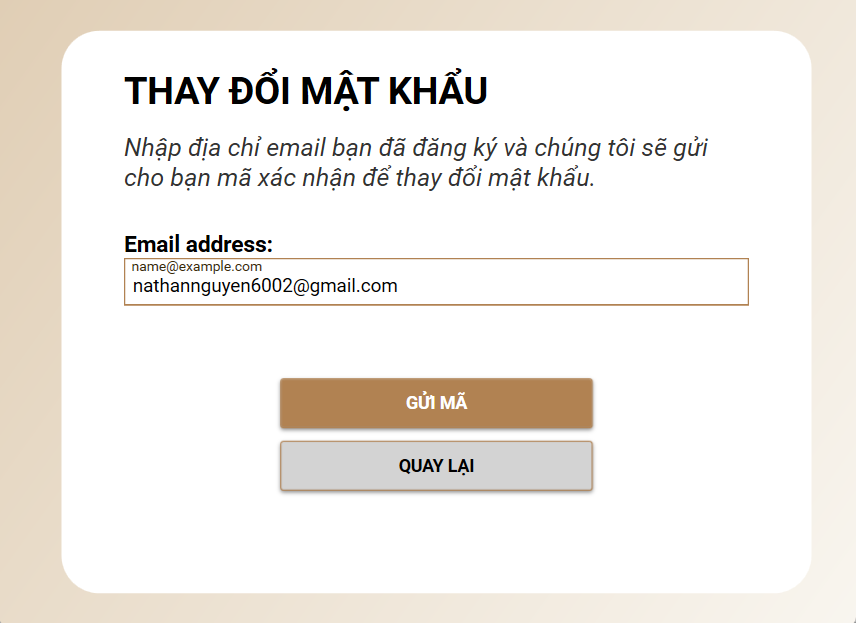 THAY ĐỔI MẬT KHẨU
Nhập địa chỉ email bạn đã đăng ký và chúng tôi sẽ gửi
cho bạn mã xác nhận để thay đổi mật khẩu.
Email address:
name@example.com
nathannguyen6002@gmail.com
GỬI MÃ
QUAY LẠI